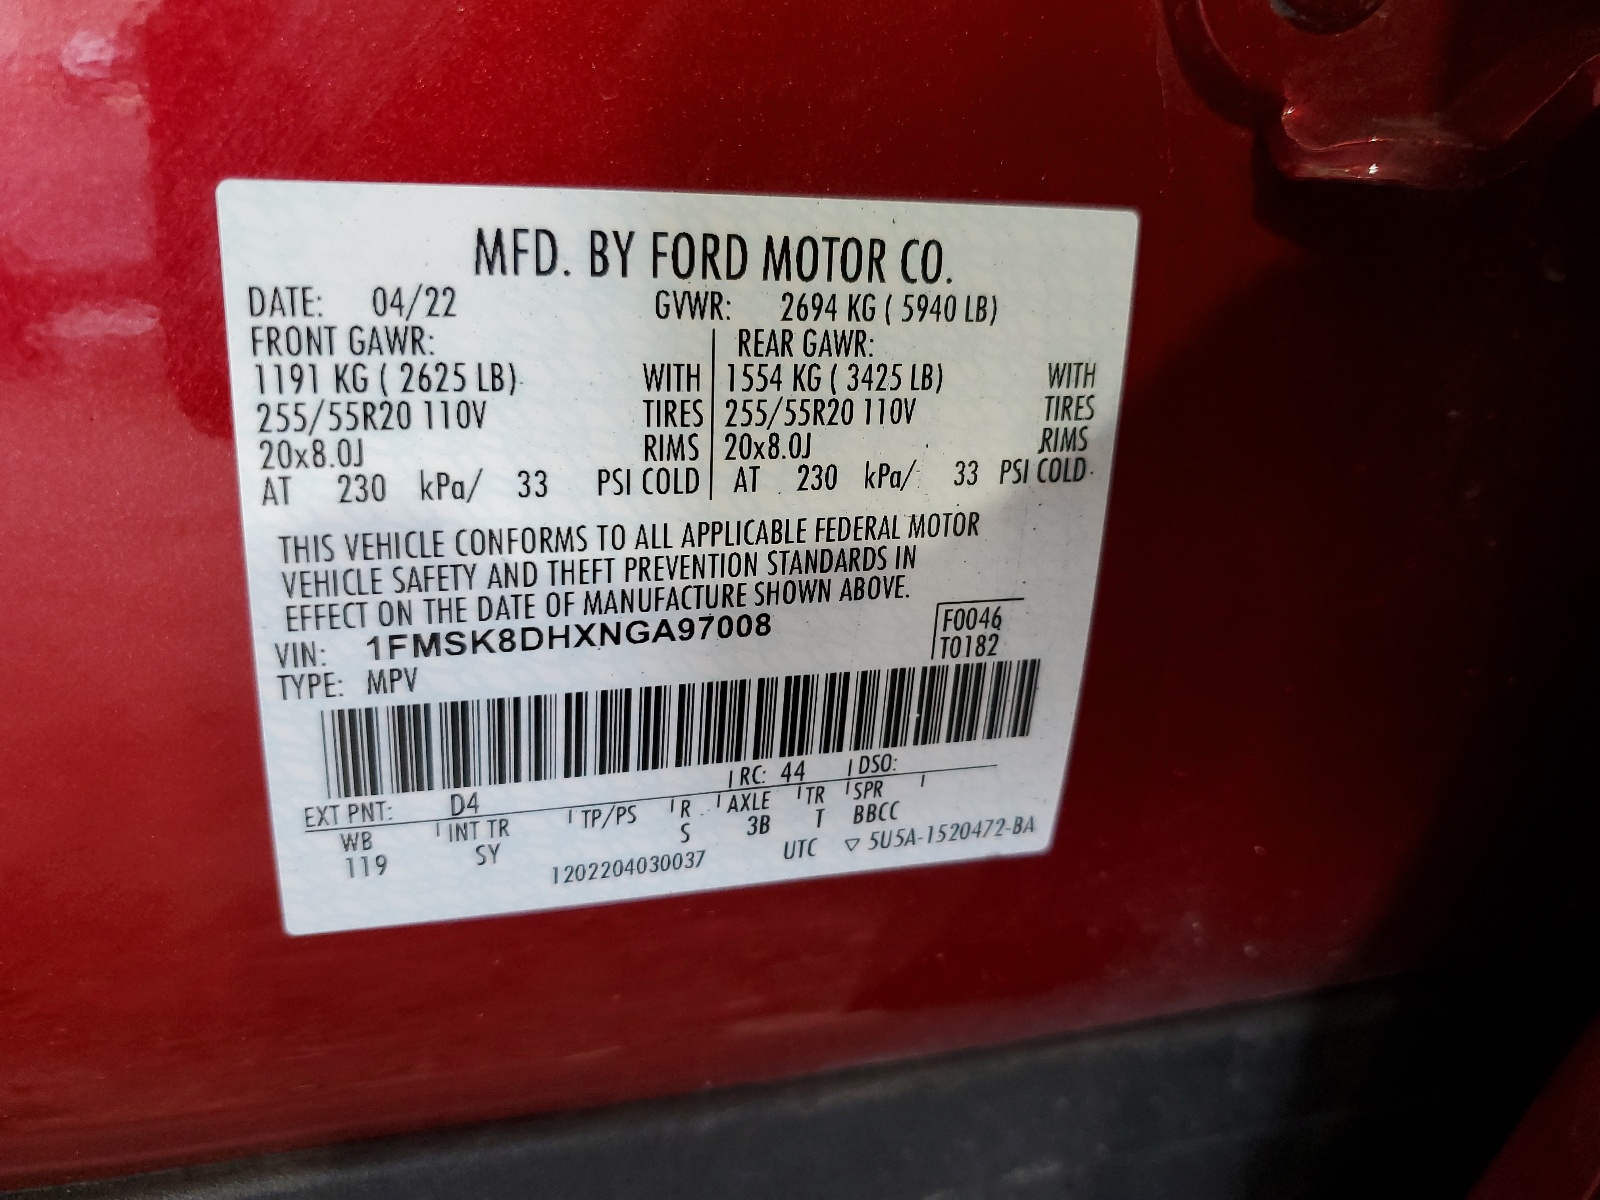 MFD. BY FORD MOTOR CO.
DATE: 04/22 GVWR: 2694 KG ( 5940 LB)
FRONT GAWR: REAR GAWR:
1191 KG ( 2625 LB) WITH 1554 KG ( 3425 LB) WITH
255/55R20 110V TIRES 255/55R20 110V TIRES
20x8.0J RIMS 20x8.0J RIMS
AT 230 kPa/ 33 PSI COLD AT 230 kPa/ 33 PSI COLD
THIS VEHICLE CONFORMS TO ALL APPLICABLE FEDERAL MOTOR
VEHICLE SAFETY AND THEFT PREVENTION STANDARDS IN
EFFECT ON THE DATE OF MANUFACTURE SHOWN ABOVE.
VIN: 1FMSK8DHXNGA97008 F0046
TYPE: MPV T0182
EXT PNT: D4 RC: 44 DSO:
WB INT TR TP/PS R AXLE TR SPR
119 SY S 3B T BBCC
1202204030037 UTC ▽ 5U5A-1520472-BA